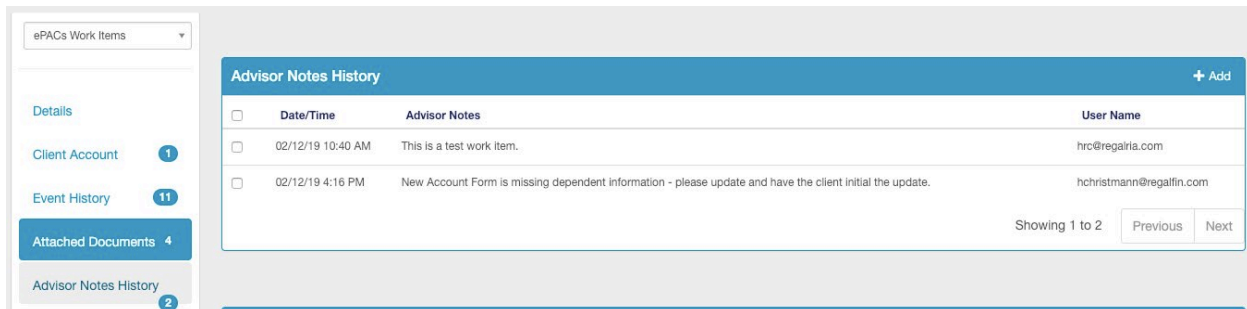 ePACs Work Items
Details
Client Account 1
Event History 11
Attached Documents 4
Advisor Notes History
2
Advisor Notes History + Add
Date/Time Advisor Notes User Name
02/12/19 10:40 AM This is a test work item. hrc@regalria.com
02/12/19 4:16 PM New Account Form is missing dependent information - please update and have the client initial the update. hchristmann@regalfin.com
Showing 1 to 2 Previous Next